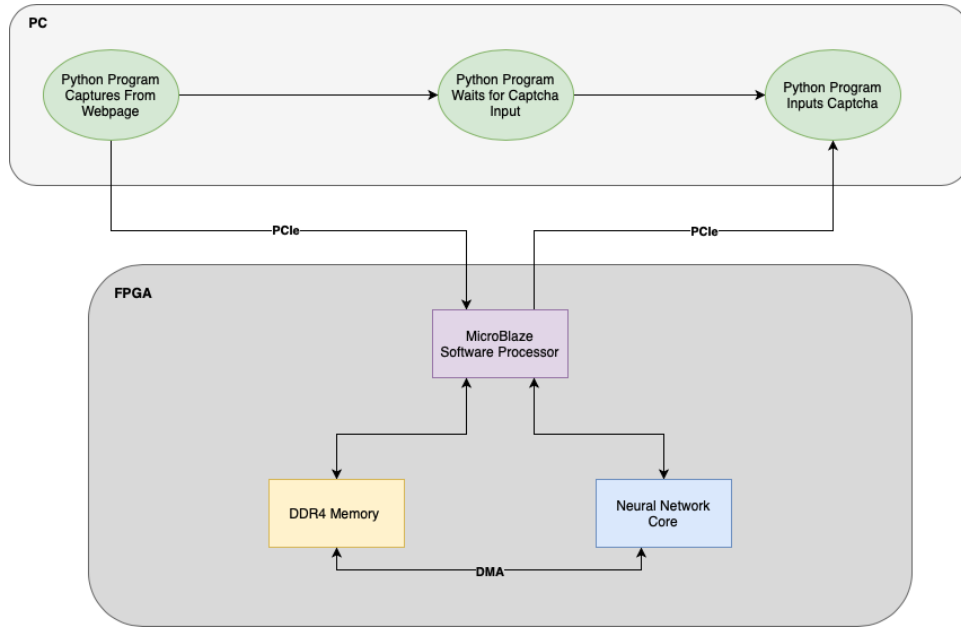 PC
Python Program
Captures From
Webpage
Python Program
Waits for Captcha
Input
Python Program
Inputs Captcha
PCIe
PCIe
FPGA
MicroBlaze
Software Processor
DDR4 Memory
Neural Network
Core
DMA